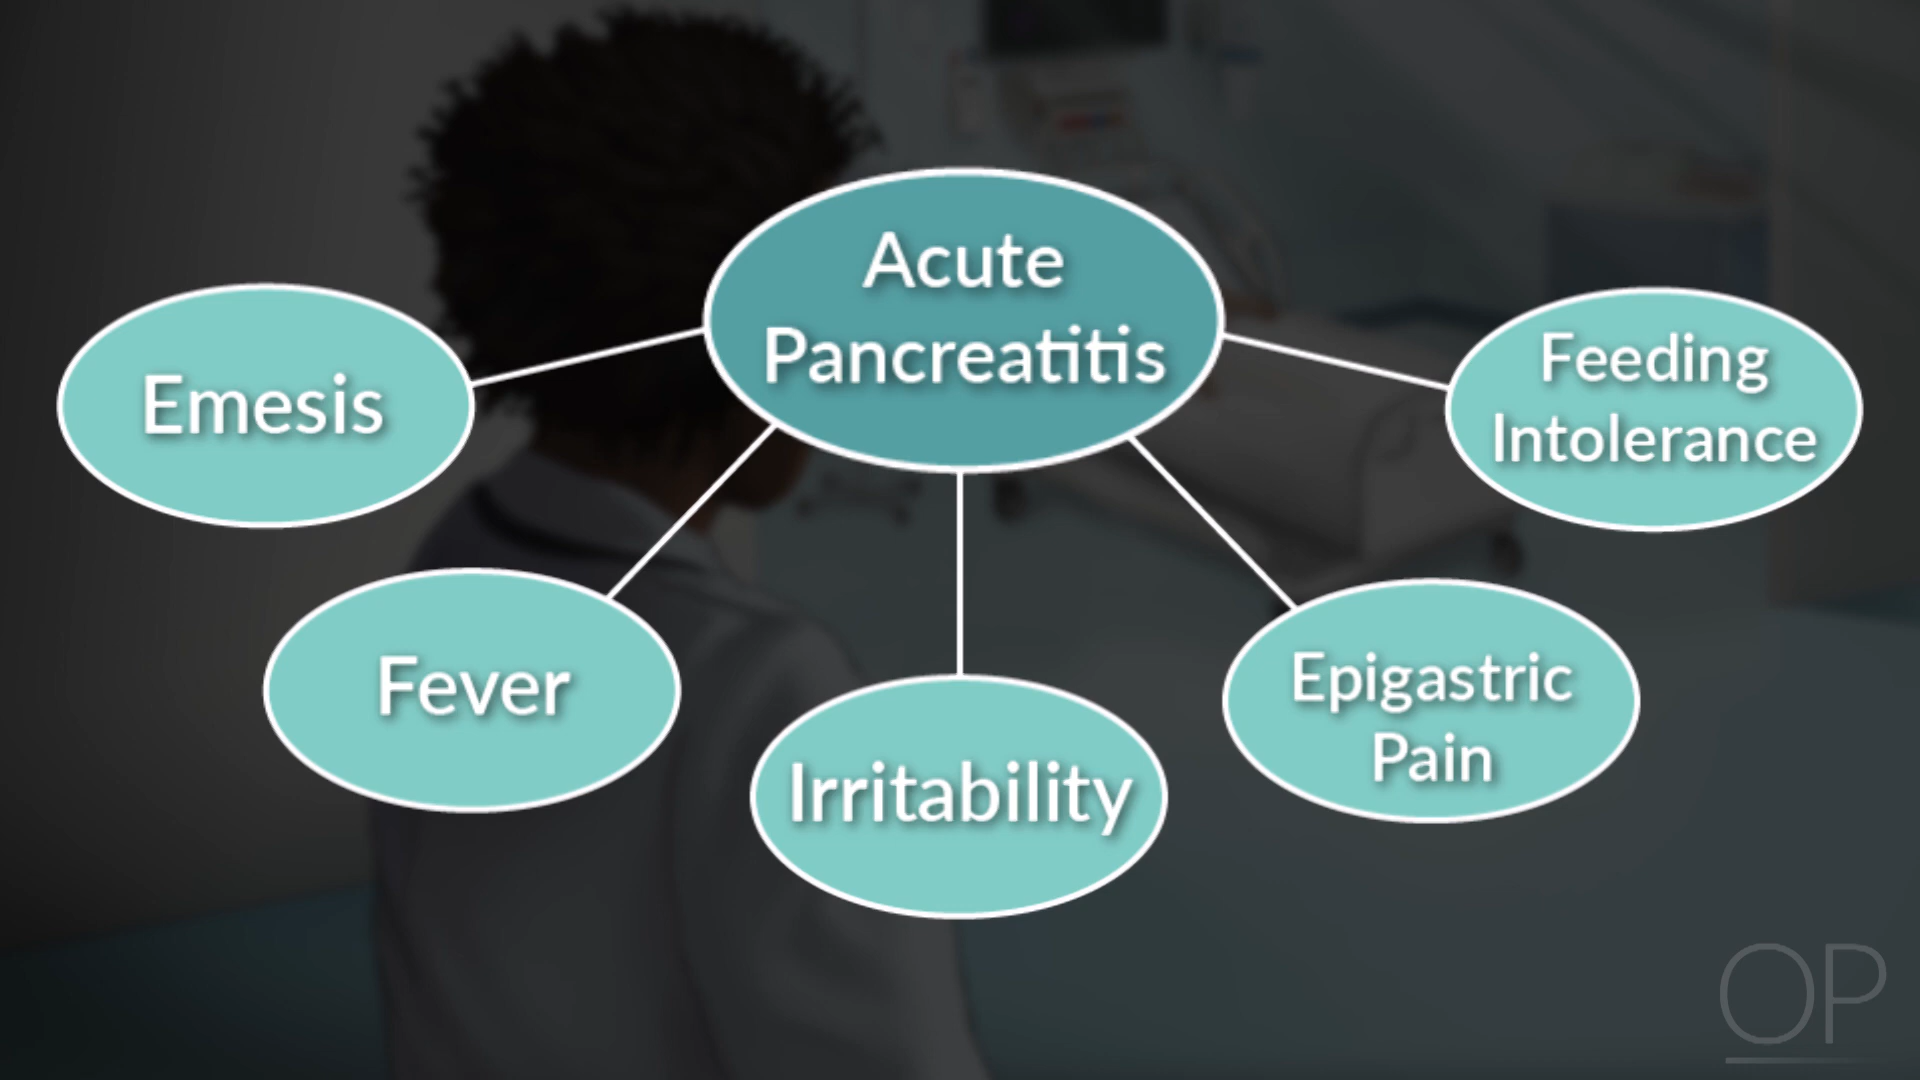 Acute
Pancreatitis
Emesis
Feeding
Intolerance
Fever
Epigastric
Pain
Irritability
OP